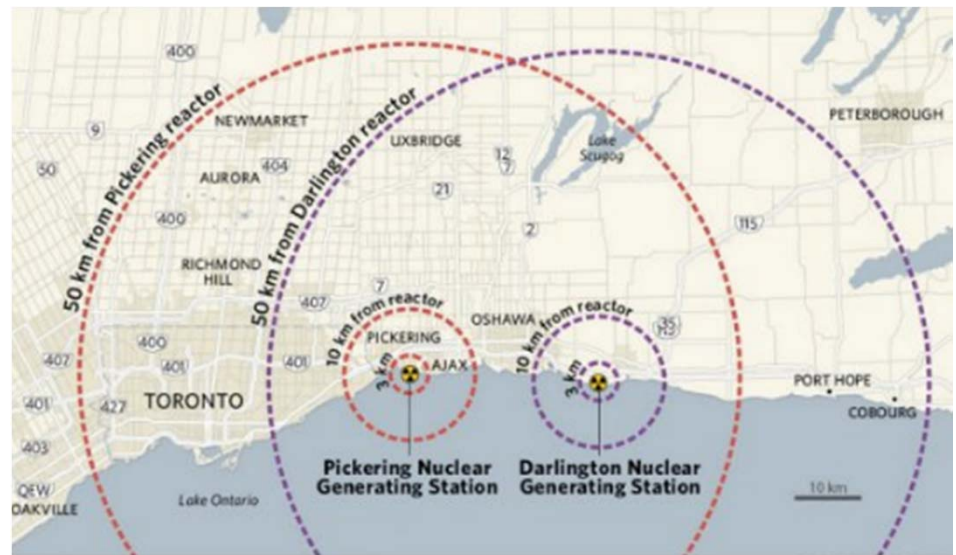 400
9
50
NEWMARKET
404
AURORA
400
RICHMOND
HILL
407
400
401
401
407
401
427
403
QEW
OAKVILLE
TORONTO
Lake Ontario
50 km from Pickering reactor
50 km from Darlington reactor
UXBRIDGE
12
7
21
2
Lake
Scugog
PETERBOROUGH
115
7
10 km from reactor
PICKERING
3 km
AJAX
OSHAWA
10 km from reactor
3 km
35
PORT HOPE
COBOURG
Pickering Nuclear
Generating Station
Darlington Nuclear
Generating Station
10 km